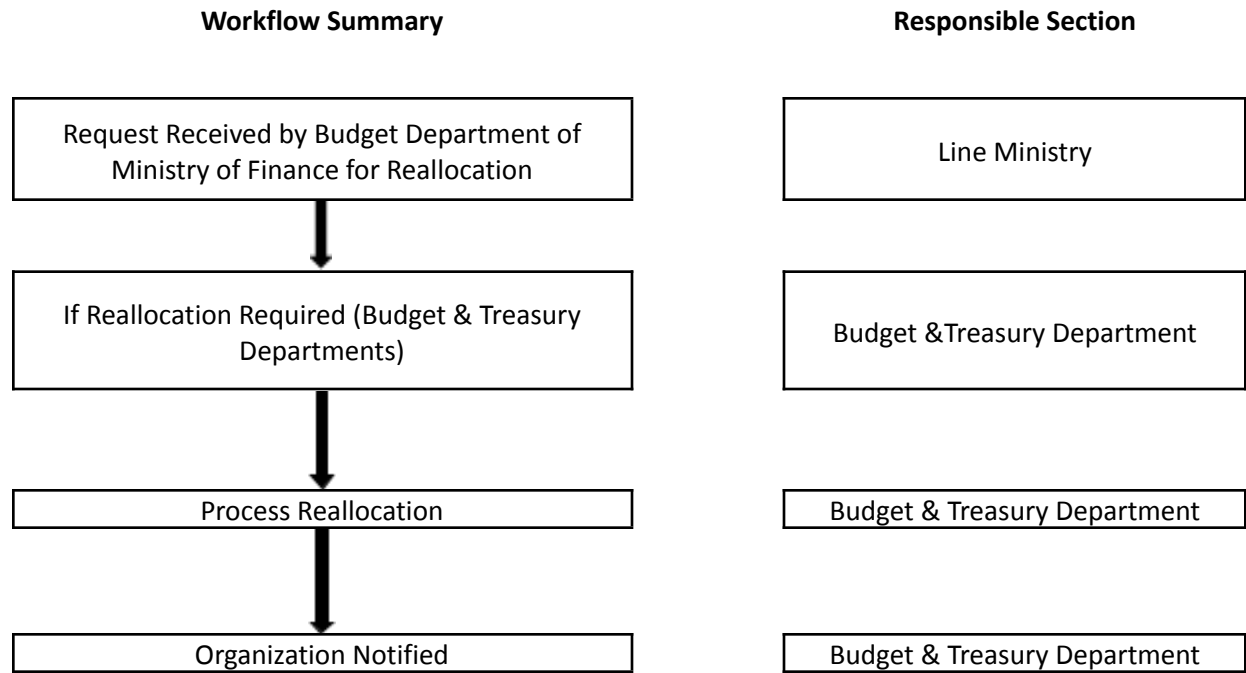 Workflow Summary
Responsible Section
Request Received by Budget Department of
Ministry of Finance for Reallocation
Line Ministry
If Reallocation Required (Budget & Treasury
Departments)
Budget &Treasury Department
Process Reallocation
Budget & Treasury Department
Organization Notified
Budget & Treasury Department